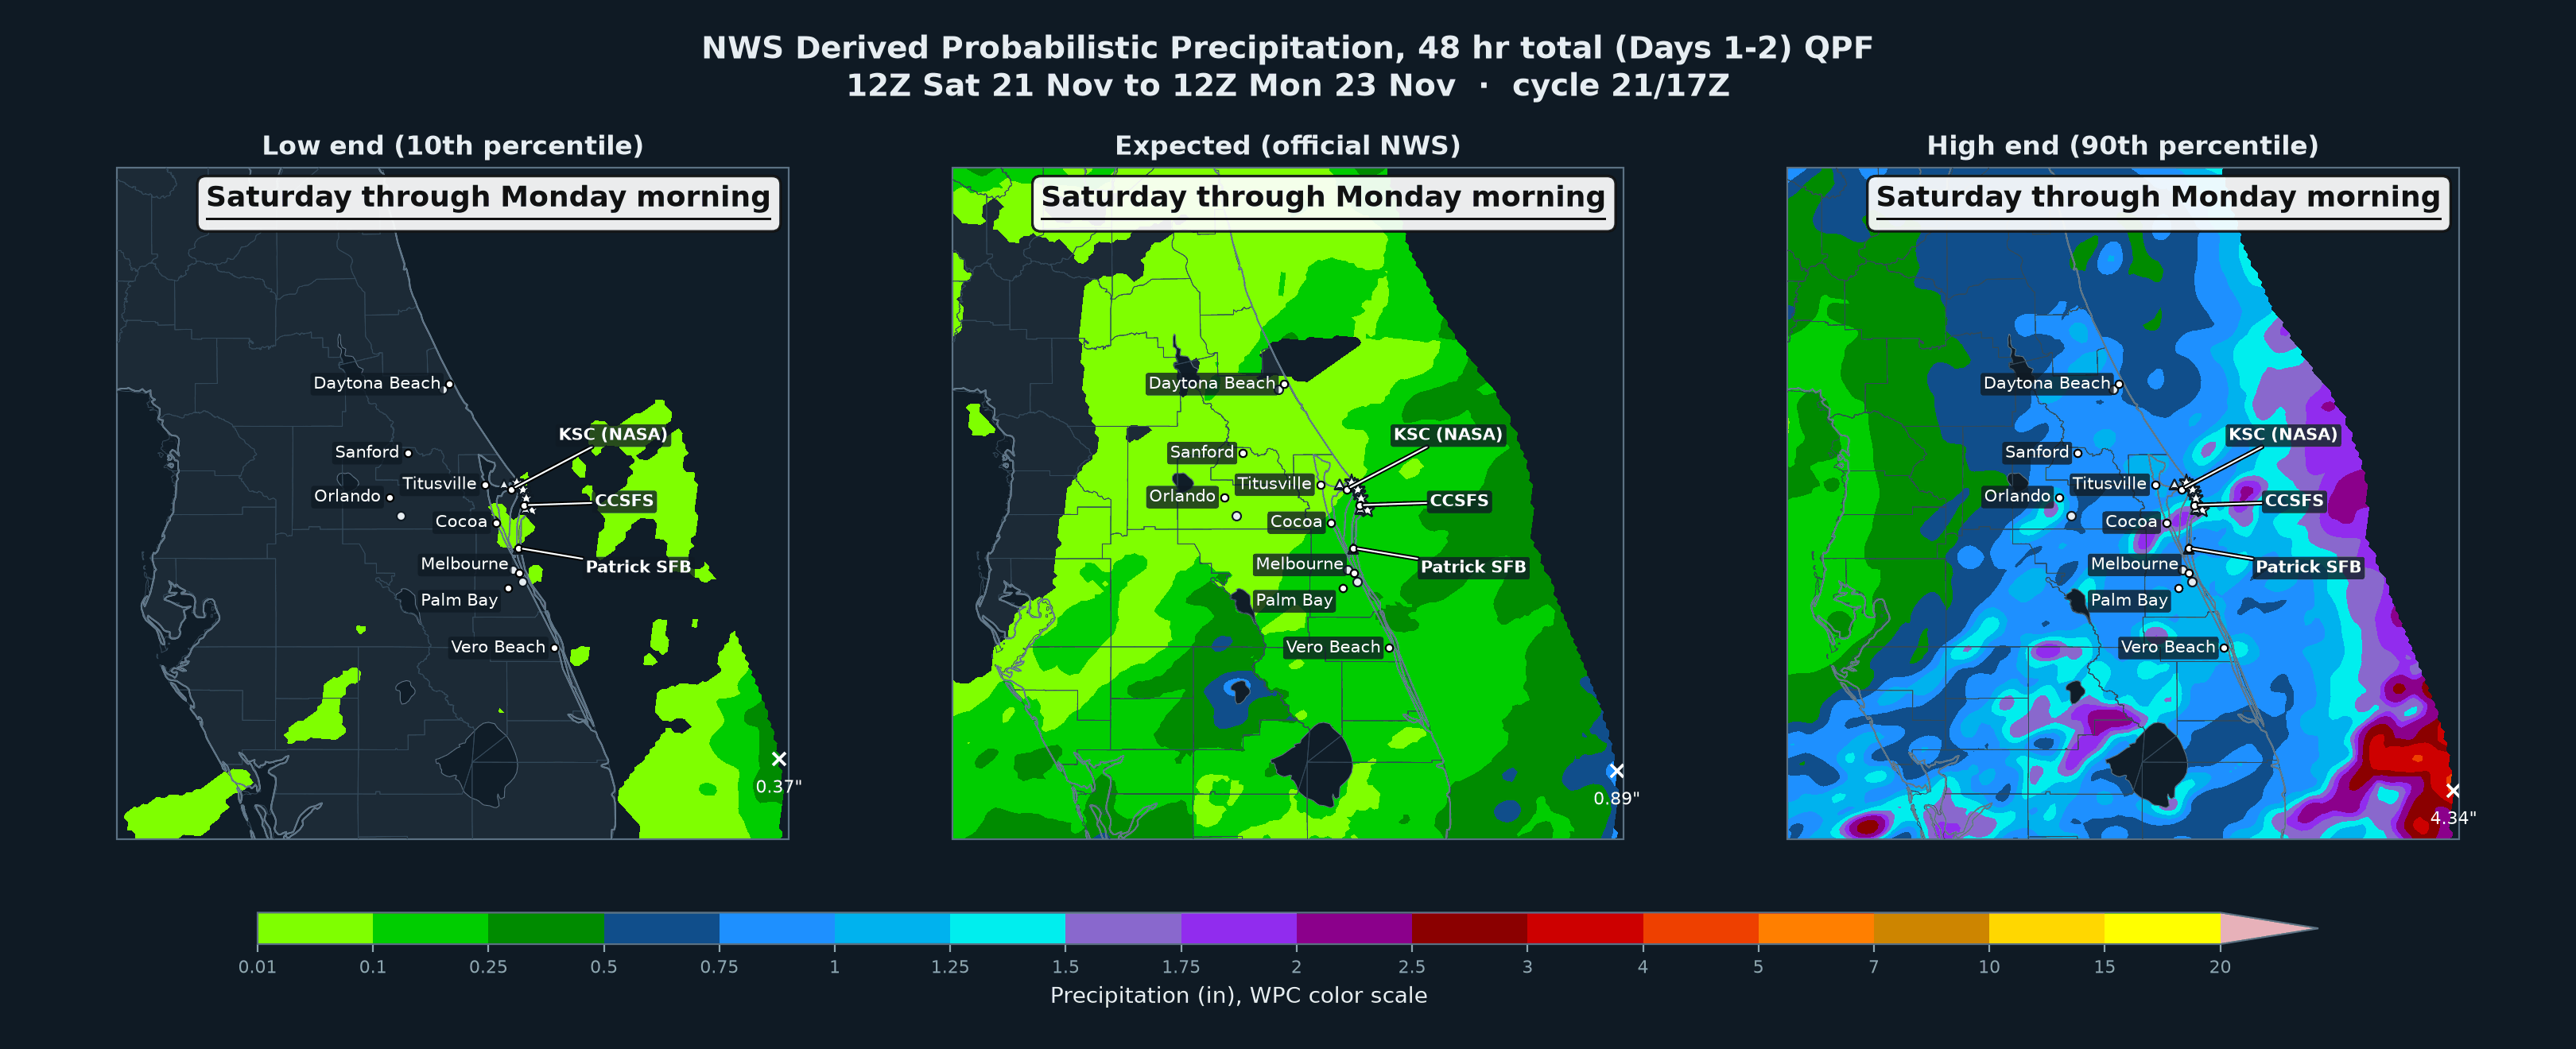 NWS Derived Probabilistic Precipitation, 48 hr total (Days 1-2) QPF
12Z Sat 21 Nov to 12Z Mon 23 Nov · cycle 21/17Z
Low end (10th percentile)
Saturday through Monday morning
Daytona Beach
KSC (NASA)
Sanford
Titusville
Orlando
CCSFS
Cocoa
Melbourne
Patrick SFB
Palm Bay
Vero Beach
0.37"
Expected (official NWS)
Saturday through Monday morning
Daytona Beach
KSC (NASA)
Sanford
Titusville
Orlando
CCSFS
Cocoa
Melbourne
Patrick SFB
Palm Bay
Vero Beach
0.89"
High end (90th percentile)
Saturday through Monday morning
Daytona Beach
KSC (NASA)
Sanford
Titusville
Orlando
CCSFS
Cocoa
Melbourne
Patrick SFB
Palm Bay
Vero Beach
4.34"
0.01 0.1 0.25 0.5 0.75 1 1.25 1.5 1.75 2 2.5 3 4 5 7 10 15 20
Precipitation (in), WPC color scale